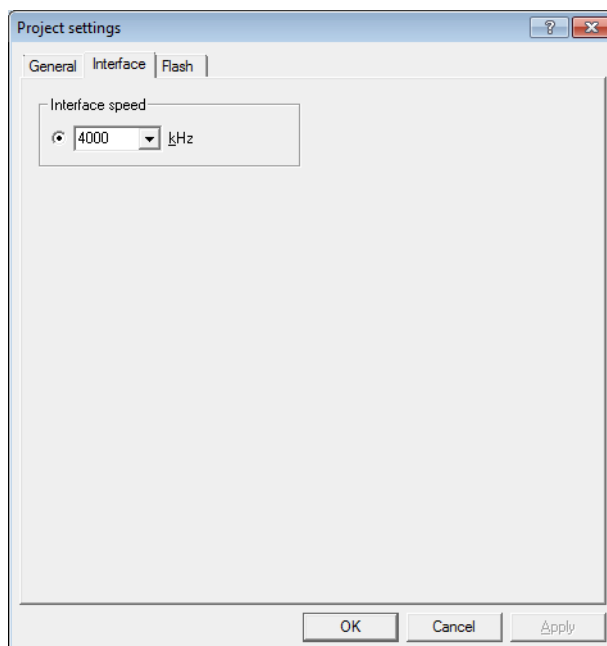 Project settings
General Interface Flash
Interface speed
4000 kHz
OK Cancel Apply